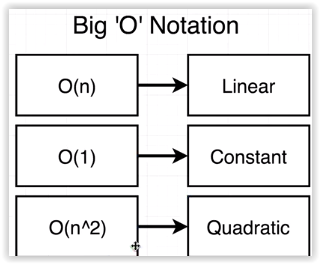 Big 'O' Notation
O(n)
Linear
O(1)
Constant
O(n^2)
Quadratic